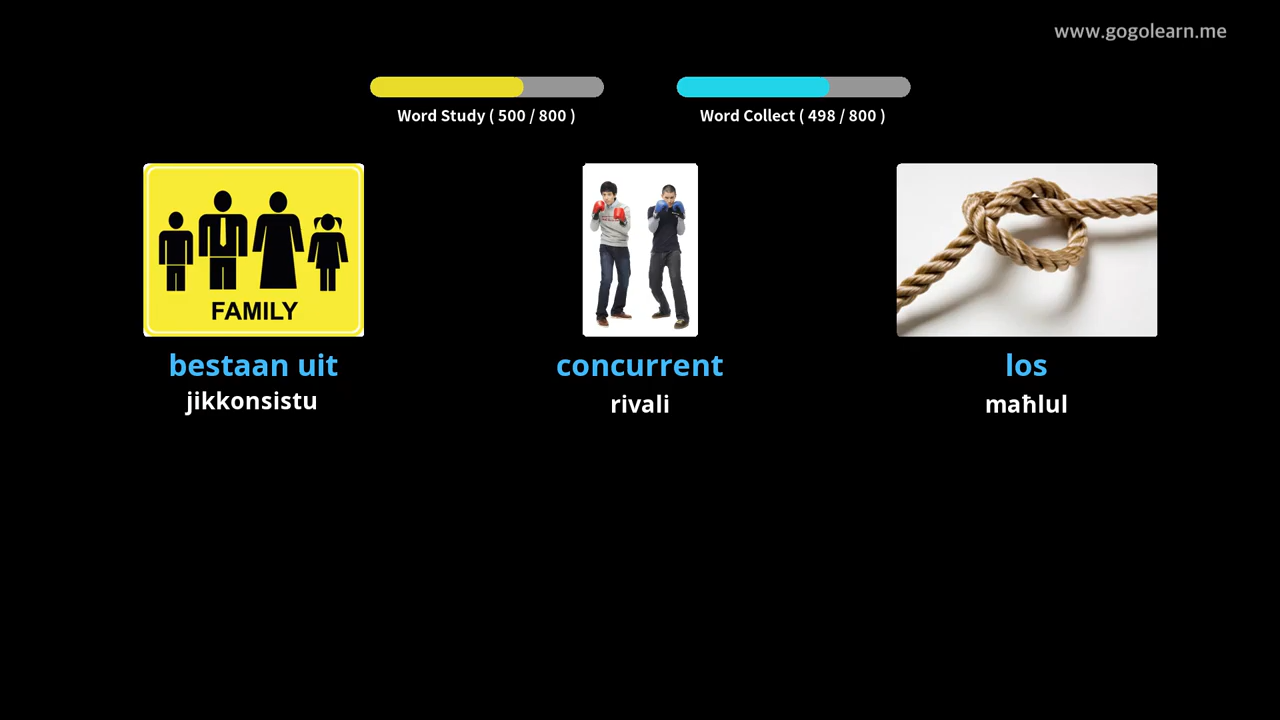 www.gogolearn.me
Word Study ( 500 / 800 )
Word Collect ( 498 / 800 )
FAMILY
bestaan uit
jikkonsistu
concurrent
rivali
los
maħlul